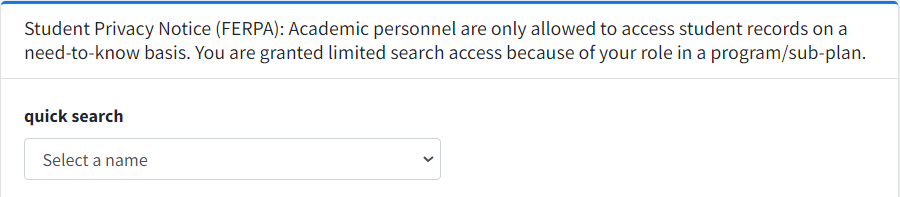 Student Privacy Notice (FERPA): Academic personnel are only allowed to access student records on a
need-to-know basis. You are granted limited search access because of your role in a program/sub-plan.
quick search
Select a name